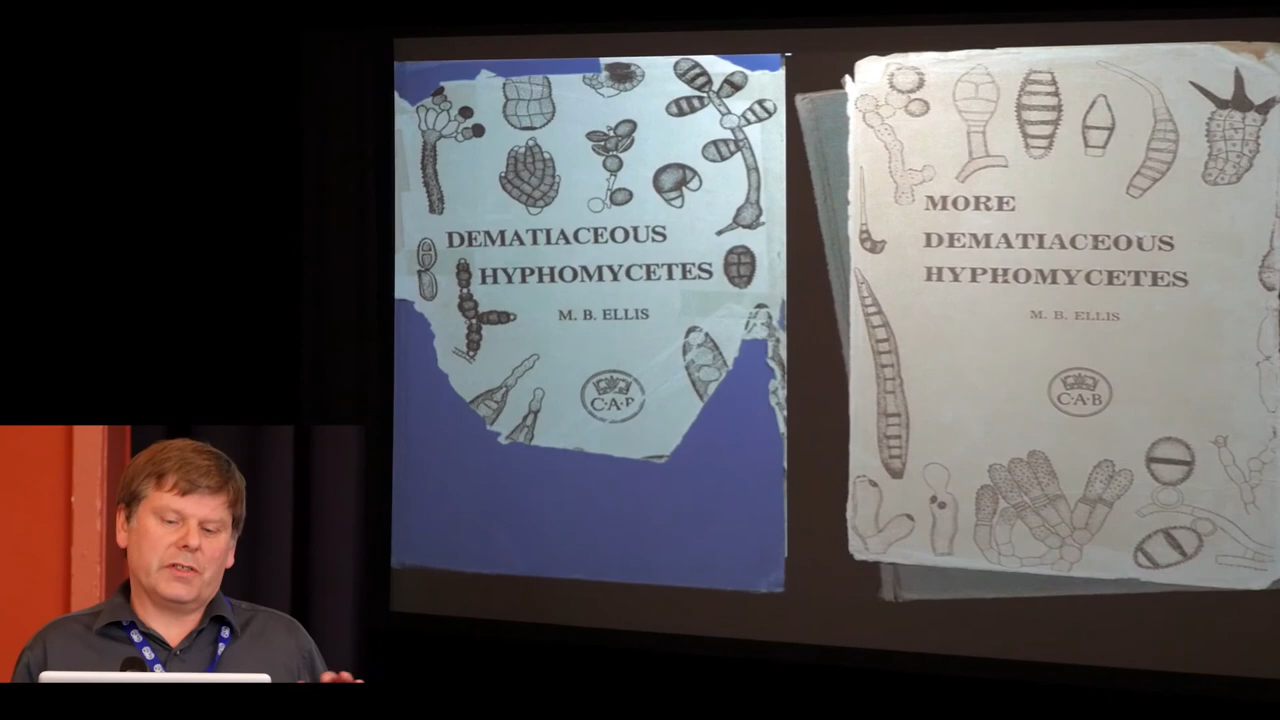 DEMATIACEOUS
HYPHOMYCETES
M. B. ELLIS
MORE
DEMATIACEOUS
HYPHOMYCETES
M. B. ELLIS
C·A·B